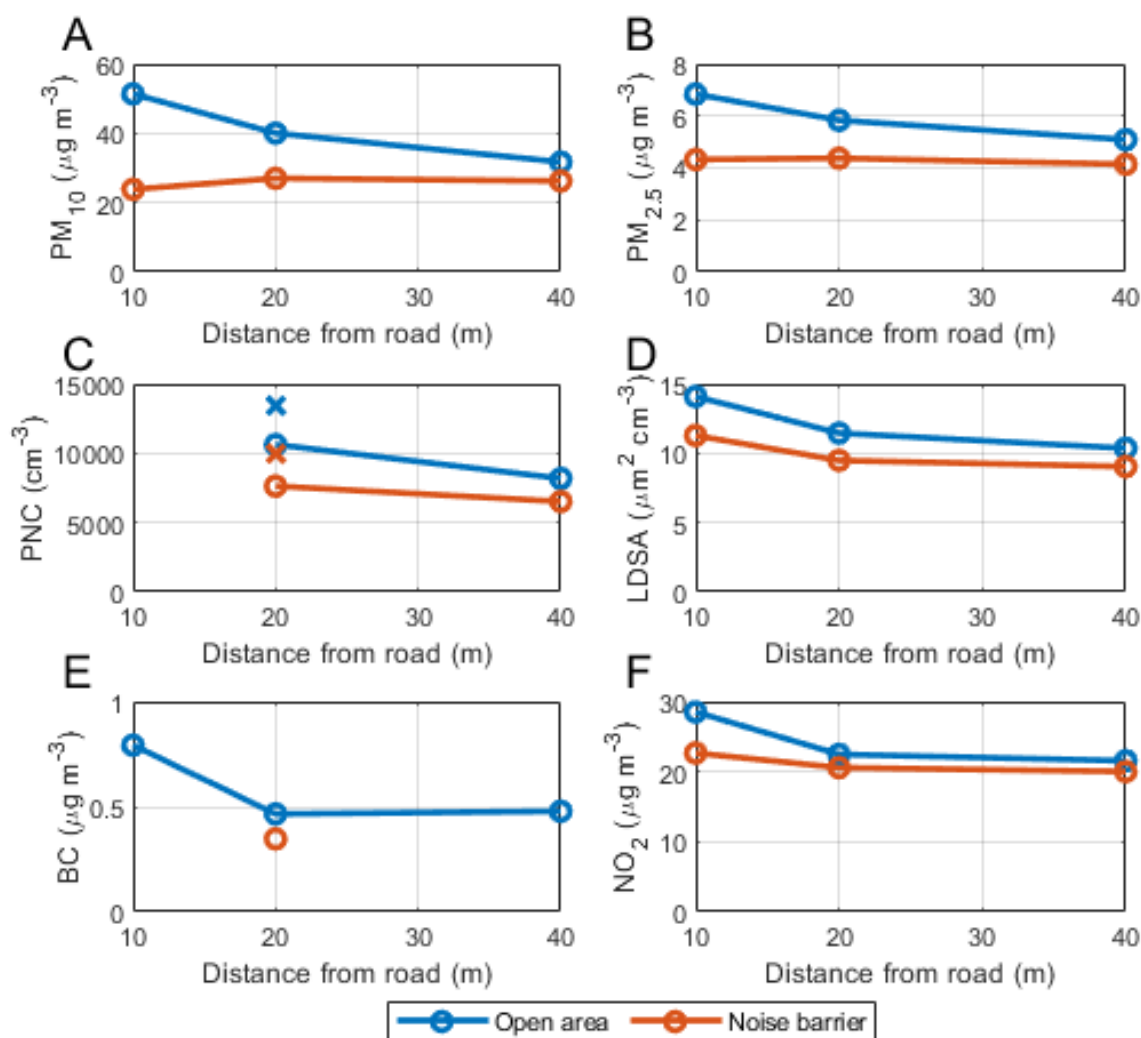 A
60
40
20
0
PM10 (μg m−3)
10 20 30 40
Distance from road (m)
B
8
6
4
2
0
PM2.5 (μg m−3)
10 20 30 40
Distance from road (m)
C
15000
10000
5000
0
PNC (cm−3)
10 20 30 40
Distance from road (m)
D
15
10
5
0
LDSA (μm2 cm−3)
10 20 30 40
Distance from road (m)
E
1
0.5
0
BC (μg m−3)
10 20 30 40
Distance from road (m)
F
30
20
10
0
NO2 (μg m−3)
10 20 30 40
Distance from road (m)
Open area Noise barrier